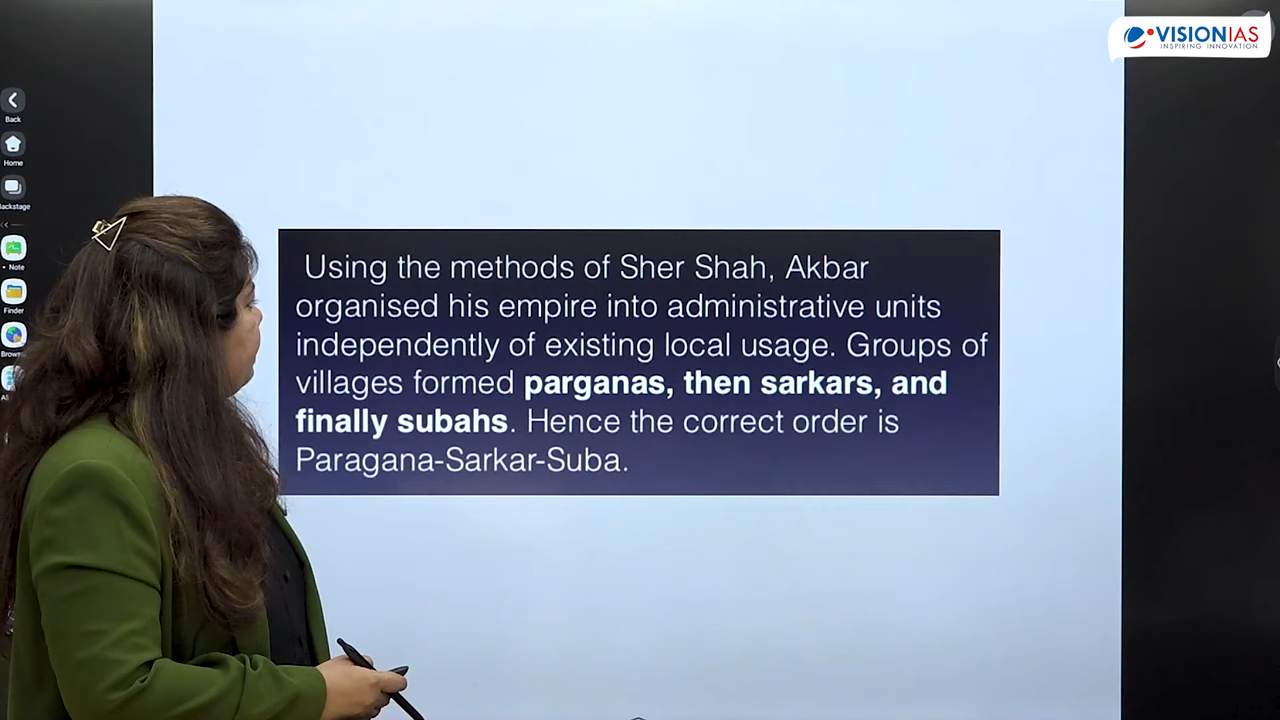 VISIONIAS
INSPIRING INNOVATION
Back
Home
Backstage
Note
Finder
Using the methods of Sher Shah, Akbar
organised his empire into administrative units
independently of existing local usage. Groups of
villages formed parganas, then sarkars, and
finally subahs. Hence the correct order is
Paragana-Sarkar-Suba.